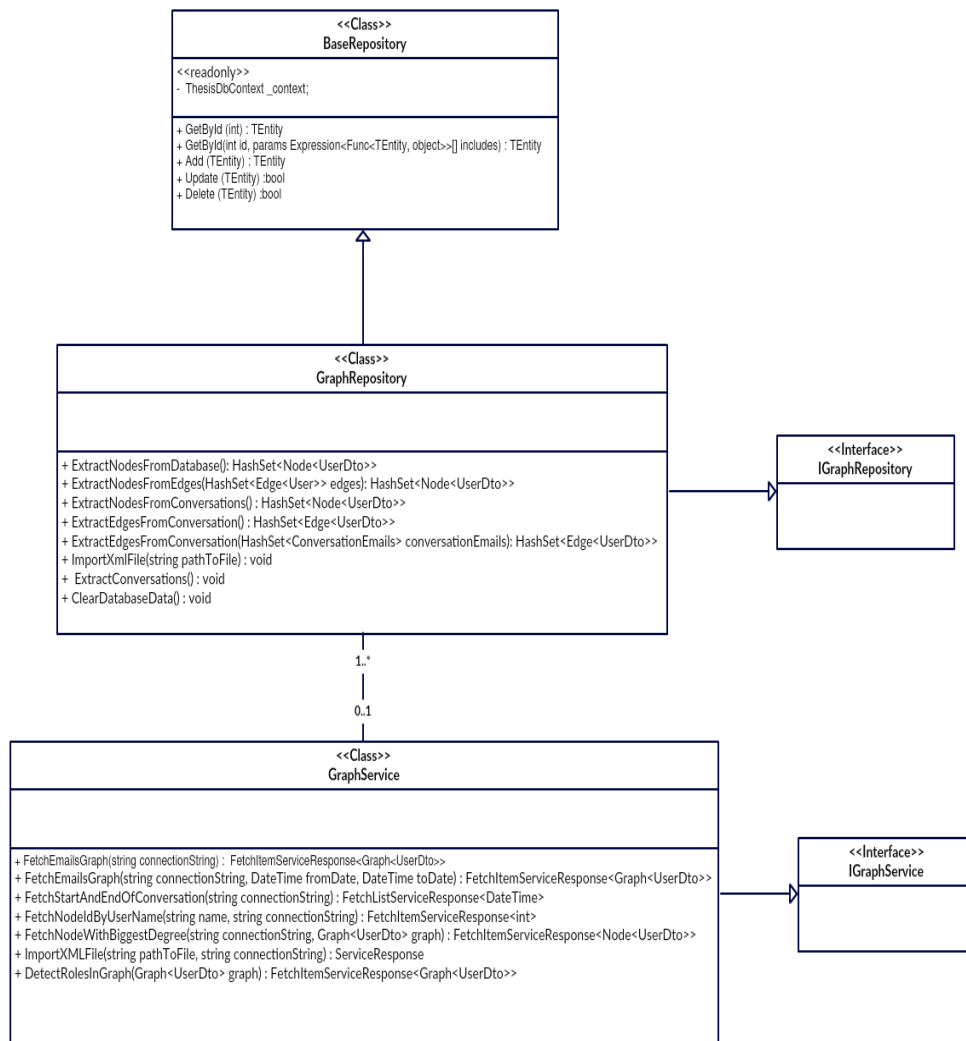 <<Class>>
BaseRepository
<<readonly>>
- ThesisDbContext _context;
+ GetById (int) : TEntity
+ GetById(int id, params Expression<Func<TEntity, object>>[] includes) : TEntity
+ Add (TEntity) : TEntity
+ Update (TEntity) :bool
+ Delete (TEntity) :bool
<<Class>>
GraphRepository
+ ExtractNodesFromDatabase(): HashSet<Node<UserDto>>
+ ExtractNodesFromEdges(HashSet<Edge<User>> edges): HashSet<Node<UserDto>>
+ ExtractNodesFromConversations() : HashSet<Node<UserDto>>
+ ExtractEdgesFromConversation() : HashSet<Edge<UserDto>>
+ ExtractEdgesFromConversation(HashSet<ConversationEmails> conversationEmails): HashSet<Edge<UserDto>>
+ ImportXmlFile(string pathToFile) : void
+ ExtractConversations() : void
+ ClearDatabaseData() : void
<<Interface>>
IGraphRepository
1..*
0..1
<<Class>>
GraphService
+ FetchEmailsGraph(string connectionString) : FetchItemServiceResponse<Graph<UserDto>>
+ FetchEmailsGraph(string connectionString, DateTime fromDate, DateTime toDate) : FetchItemServiceResponse<Graph<UserDto>>
+ FetchStartAndEndOfConversation(string connectionString) : FetchListServiceResponse<DateTime>
+ FetchNodeIdByUserName(string name, string connectionString) : FetchItemServiceResponse<int>
+ FetchNodeWithBiggestDegree(string connectionString, Graph<UserDto> graph) : FetchItemServiceResponse<Node<UserDto>>
+ ImportXMLFile(string pathToFile, string connectionString) : ServiceResponse
+ DetectRolesInGraph(Graph<UserDto> graph) : FetchItemServiceResponse<Graph<UserDto>>
<<Interface>>
IGraphService